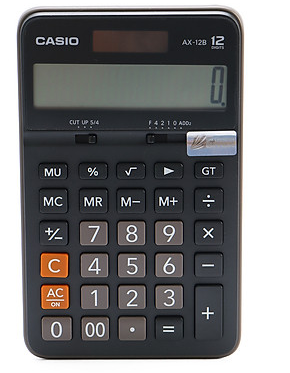 CASIO AX-12B 12 DIGITS
0.
CUT UP 5/4 F 4 2 1 0 ADD₂
MU % √ ▶ GT
MC MR M− M+ ÷
+/− 7 8 9 ×
C 4 5 6 −
AC/ON 1 2 3 +
0 00 · =